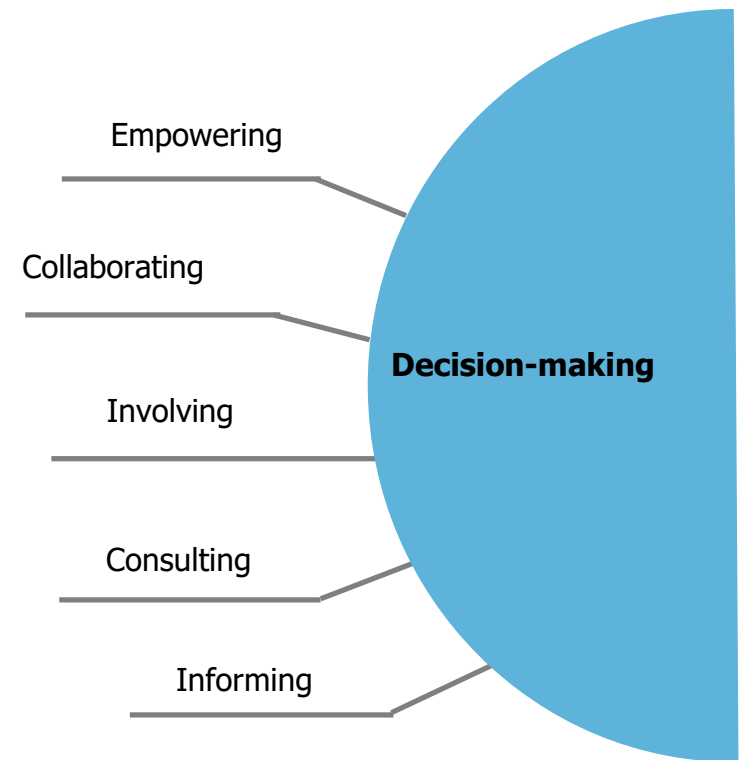 Empowering
Collaborating
Decision-making
Involving
Consulting
Informing